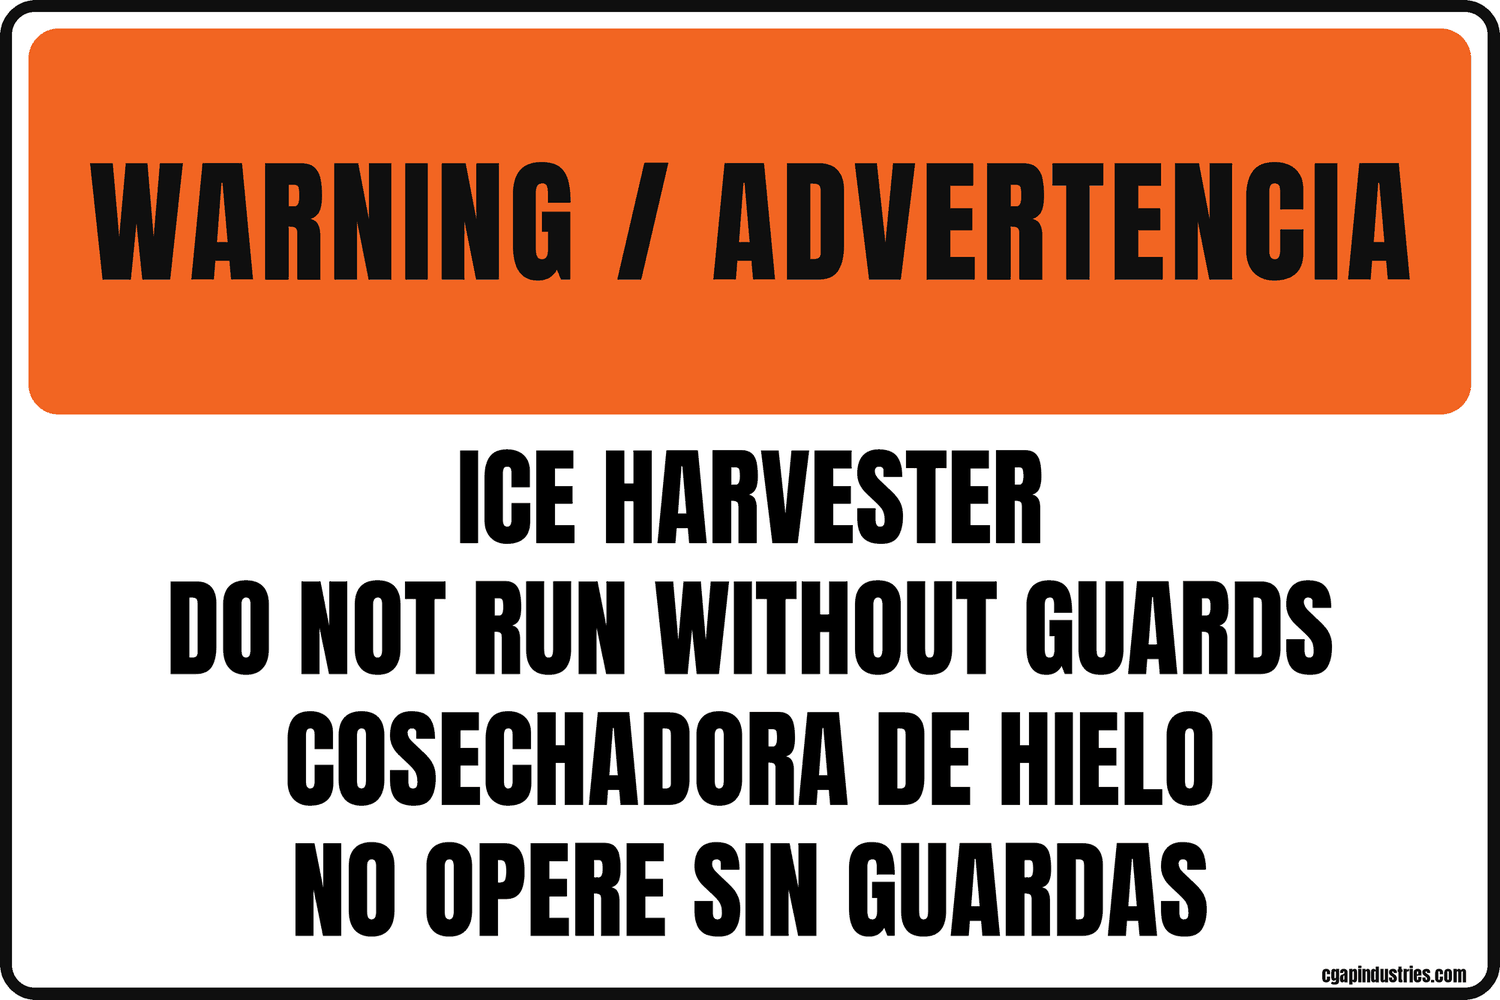 WARNING / ADVERTENCIA
ICE HARVESTER
DO NOT RUN WITHOUT GUARDS
COSECHADORA DE HIELO
NO OPERE SIN GUARDAS
cgapindustries.com